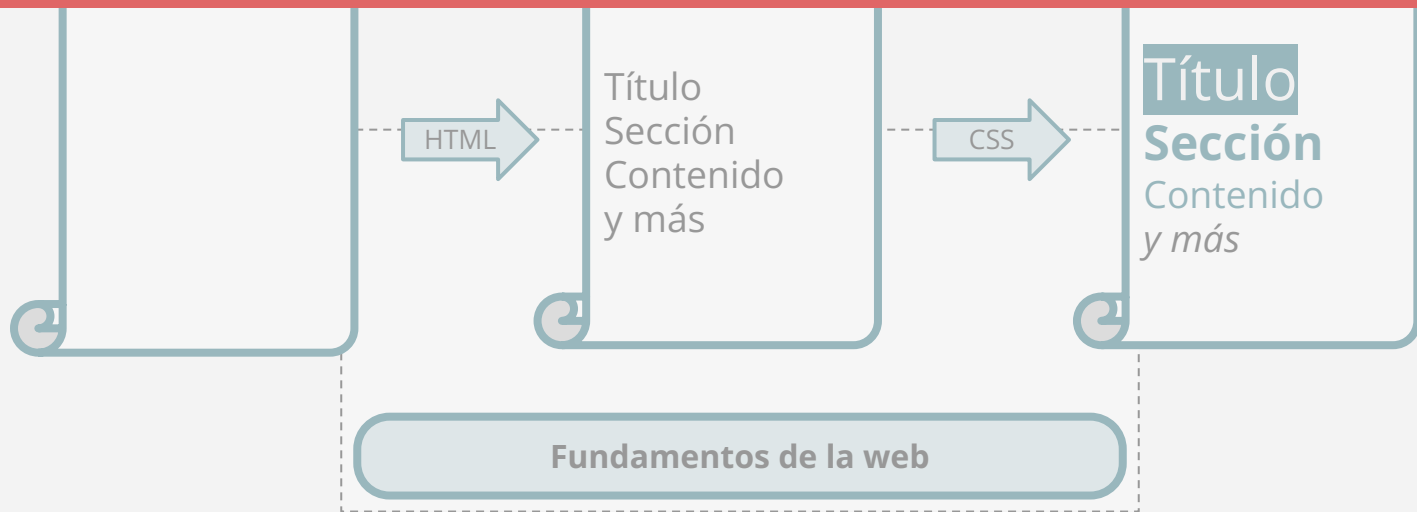 HTML
Título
Sección
Contenido
y más
CSS
Título
Sección
Contenido
y más
Fundamentos de la web